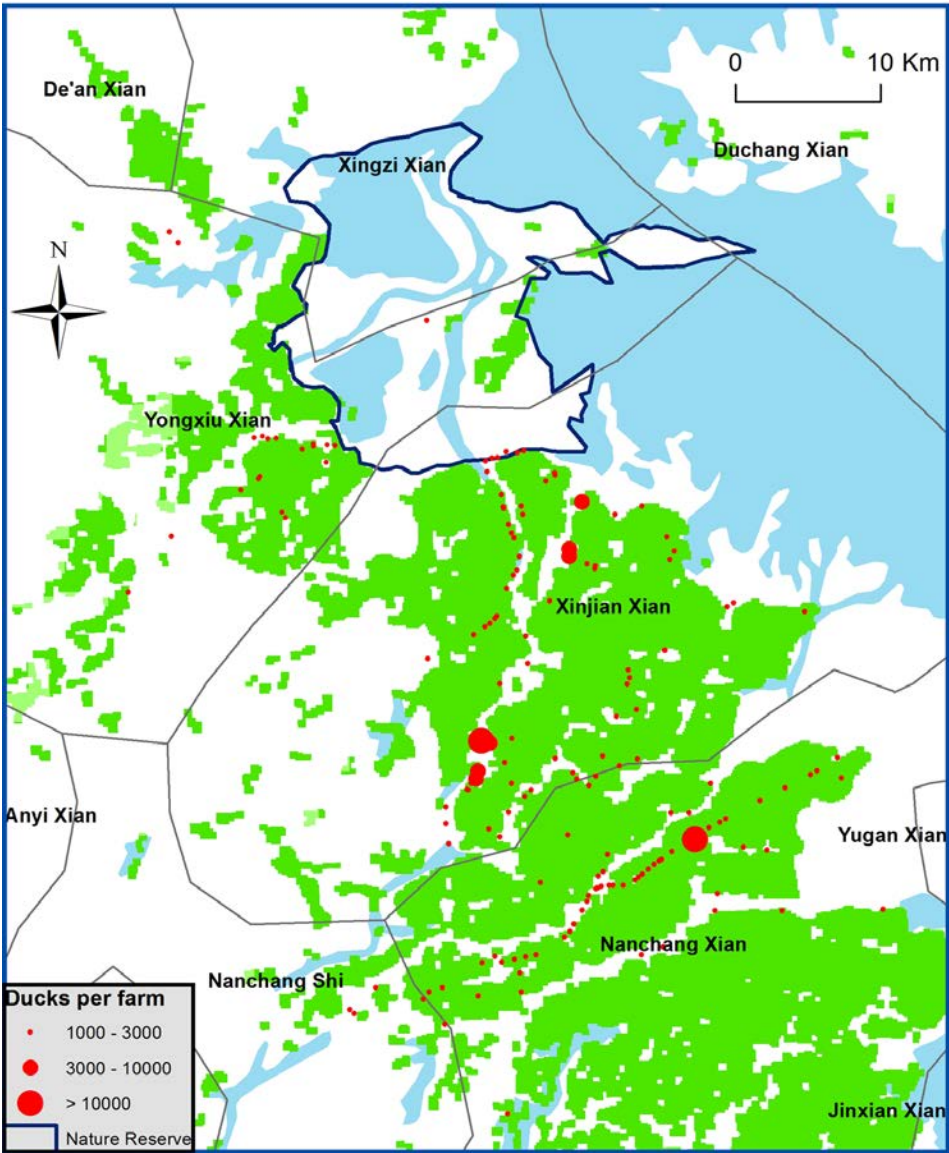 0 10 Km
De'an Xian
Xingzi Xian
Duchang Xian
N
Yongxiu Xian
Xinjian Xian
Anyi Xian
Yugan Xian
Nanchang Xian
Nanchang Shi
Ducks per farm
1000 - 3000
3000 - 10000
> 10000
Nature Reserve
Jinxian Xian